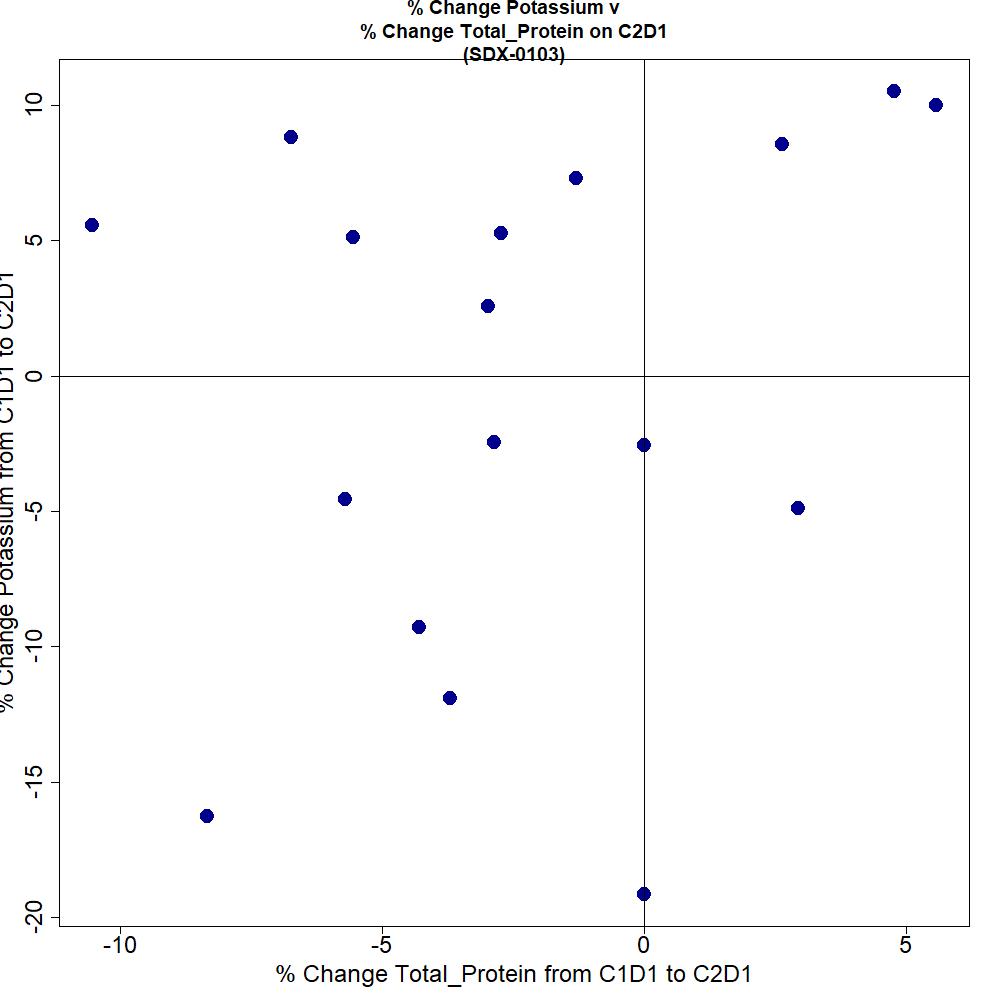 % Change Potassium v
% Change Total_Protein on C2D1
(SDX-0103)
% Change Potassium from C1D1 to C2D1
10
5
0
-5
-10
-15
-20
-10
-5
0
5
% Change Total_Protein from C1D1 to C2D1